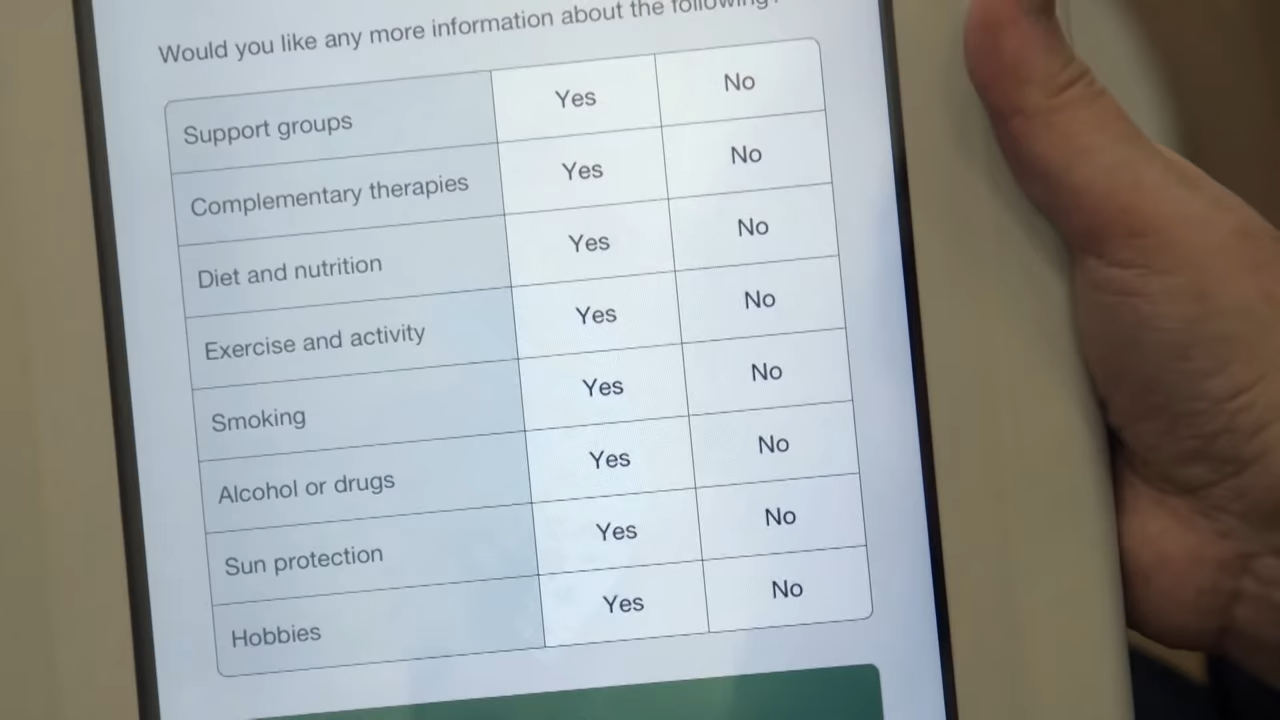 Would you like any more information about the following?
Support groups Yes No
Complementary therapies Yes No
Diet and nutrition Yes No
Exercise and activity Yes No
Smoking Yes No
Alcohol or drugs Yes No
Sun protection Yes No
Hobbies Yes No